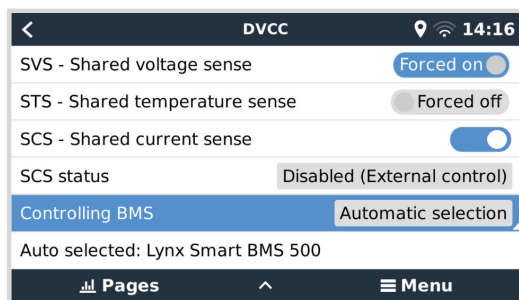 DVCC 14:16
SVS - Shared voltage sense Forced on
STS - Shared temperature sense Forced off
SCS - Shared current sense
SCS status Disabled (External control)
Controlling BMS Automatic selection
Auto selected: Lynx Smart BMS 500
Pages Menu